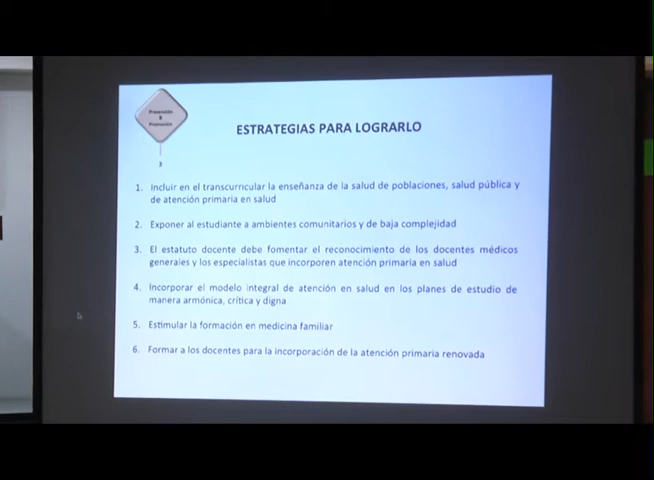 Prevención
&
Promoción
3
ESTRATEGIAS PARA LOGRARLO
1. Incluir en el transcurricular la enseñanza de la salud de poblaciones, salud pública y
de atención primaria en salud
2. Exponer al estudiante a ambientes comunitarios y de baja complejidad
3. El estatuto docente debe fomentar el reconocimiento de los docentes médicos
generales y los especialistas que incorporen atención primaria en salud
4. Incorporar el modelo integral de atención en salud en los planes de estudio de
manera armónica, crítica y digna
5. Estimular la formación en medicina familiar
6. Formar a los docentes para la incorporación de la atención primaria renovada